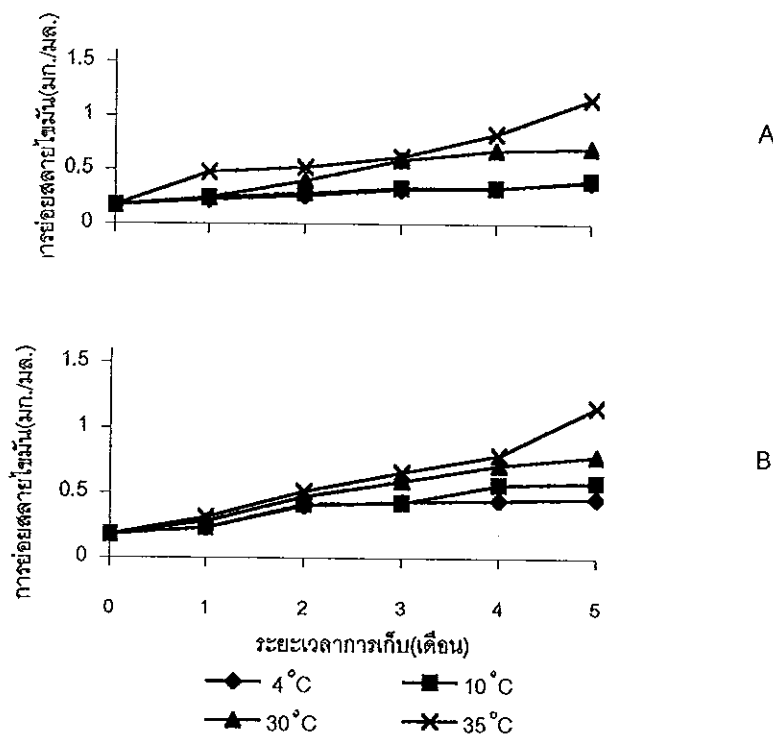 การย่อยสลายไขมัน(มก./มล.)
1.5
1
0.5
0
A
การย่อยสลายไขมัน(มก./มล.)
1.5
1
0.5
0
B
0 1 2 3 4 5
ระยะเวลาการเก็บ(เดือน)
4°C 10°C
30°C 35°C